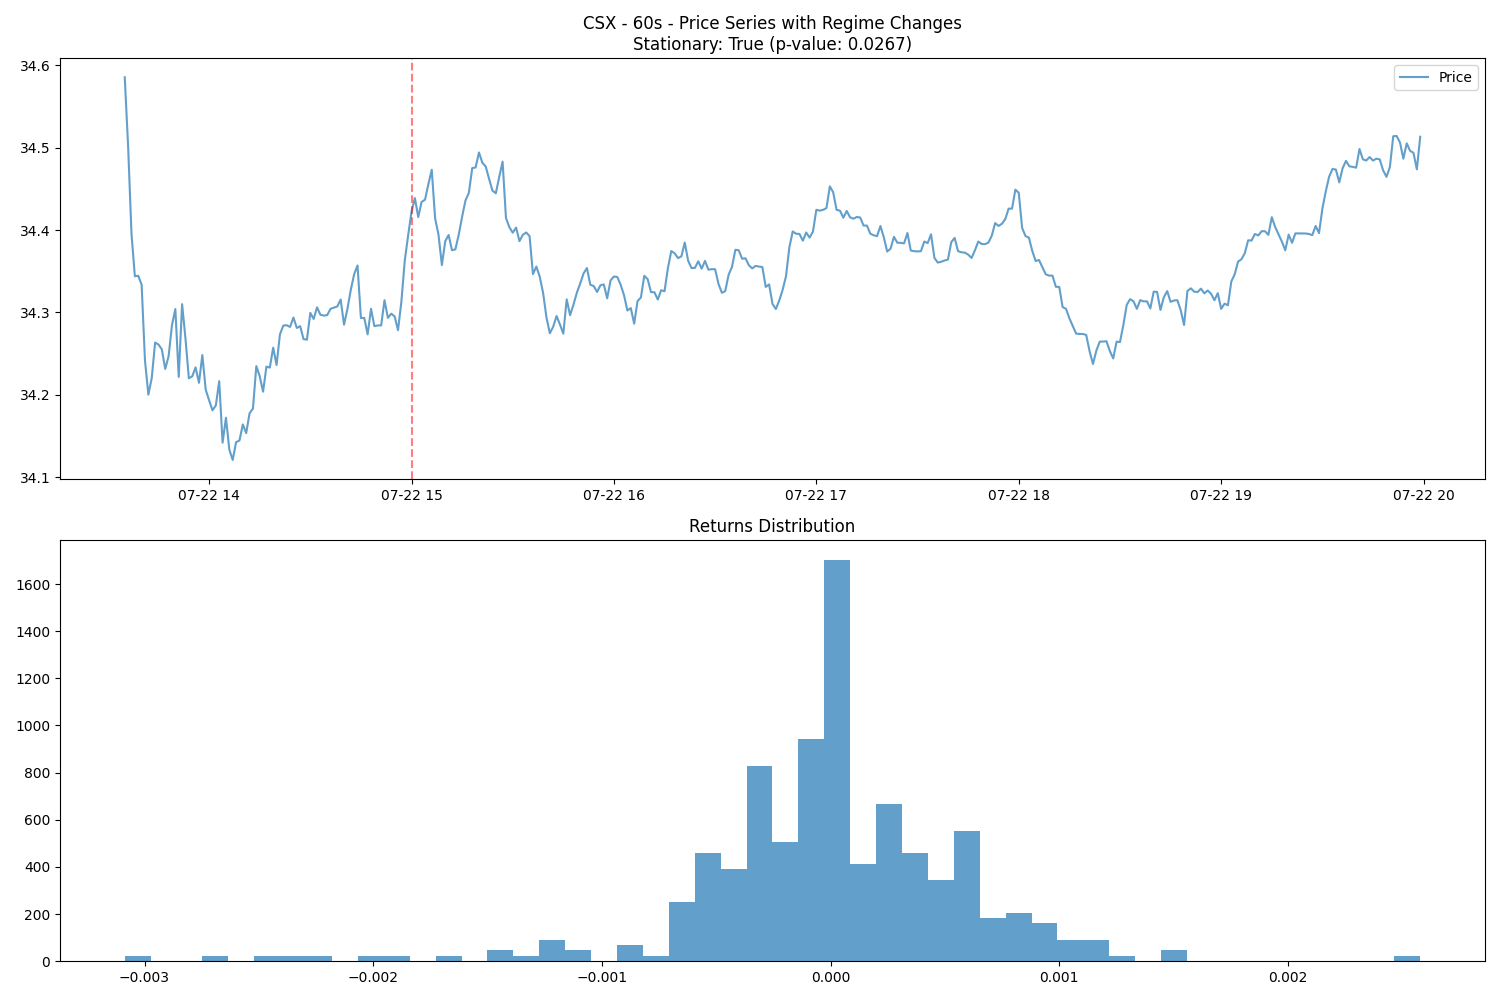 CSX - 60s - Price Series with Regime Changes
Stationary: True (p-value: 0.0267)
Price
34.6
34.5
34.4
34.3
34.2
34.1
07-22 14 07-22 15 07-22 16 07-22 17 07-22 18 07-22 19 07-22 20
Returns Distribution
1600
1400
1200
1000
800
600
400
200
0
−0.003 −0.002 −0.001 0.000 0.001 0.002